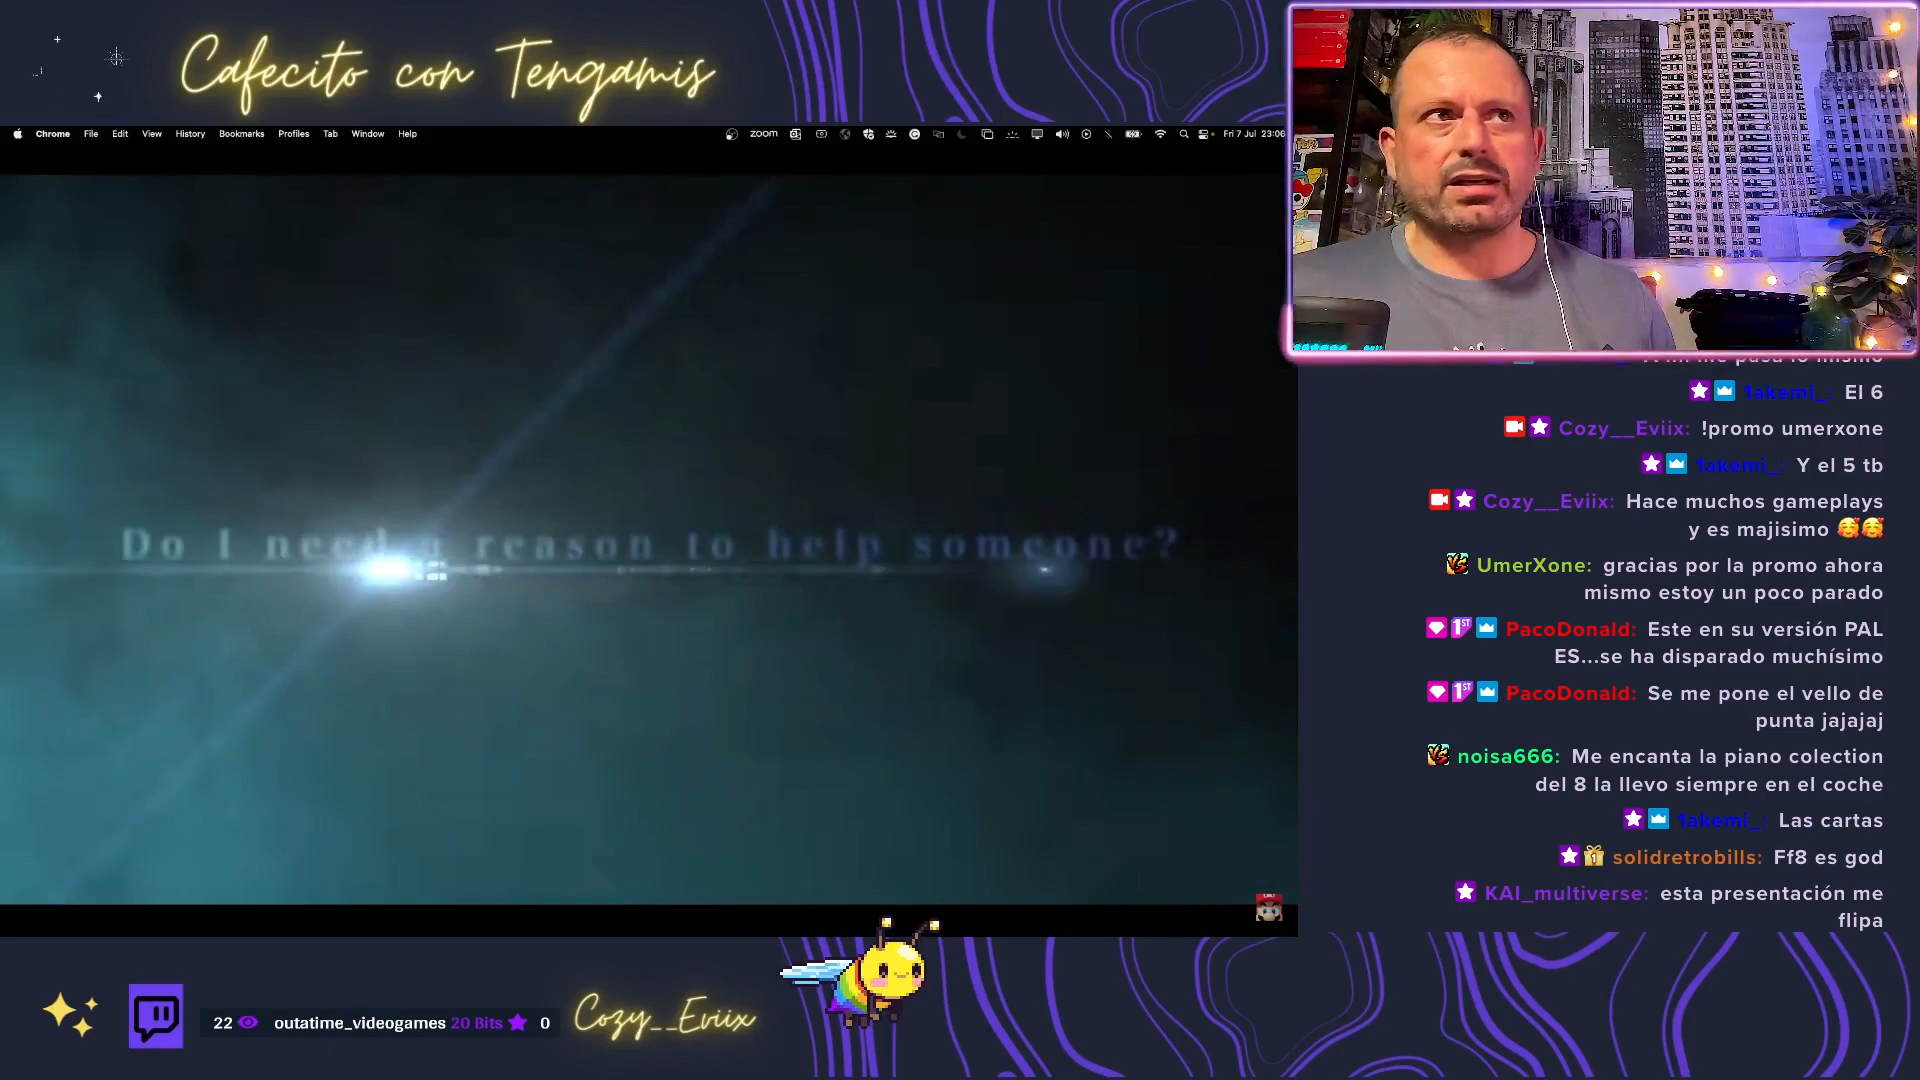 Cafecito con Tengamis
Chrome File Edit View History Bookmarks Profiles Tab Window Help
zoom
Fri 7 Jul 23:06
Do I need a reason to help someone?
1akemi_: El 6
Cozy__Eviix: !promo umerxone
1akemi_: Y el 5 tb
Cozy__Eviix: Hace muchos gameplays
y es majisimo 🥰🥰
UmerXone: gracias por la promo ahora
mismo estoy un poco parado
PacoDonald: Este en su versión PAL
ES...se ha disparado muchísimo
PacoDonald: Se me pone el vello de
punta jajajaj
noisa666: Me encanta la piano colection
del 8 la llevo siempre en el coche
1akemi_: Las cartas
solidretrobills: Ff8 es god
KAI_multiverse: esta presentación me
flipa
22 outatime_videogames 20 Bits 0
Cozy__Eviix